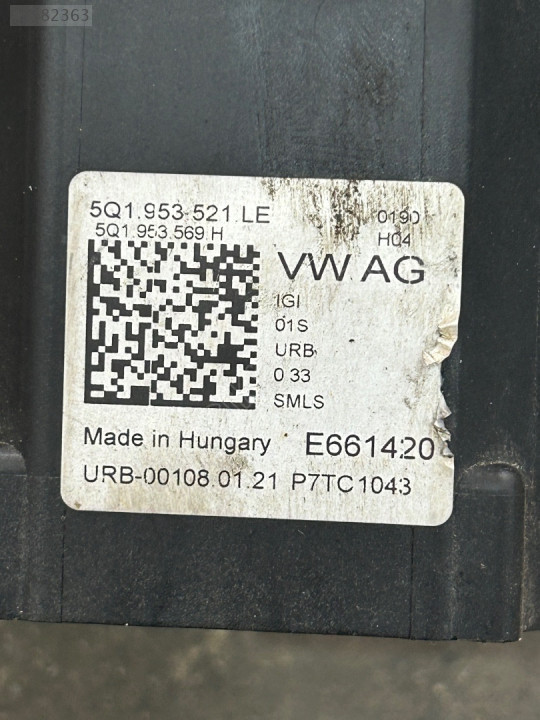 82363
5Q1.953-521.LE
0190
5Q1.953.569.H
H04
VW AG
IGI
01S
URB
0 33
SMLS
Made in Hungary
E661420
URB-00108.01.21 P7TC1043